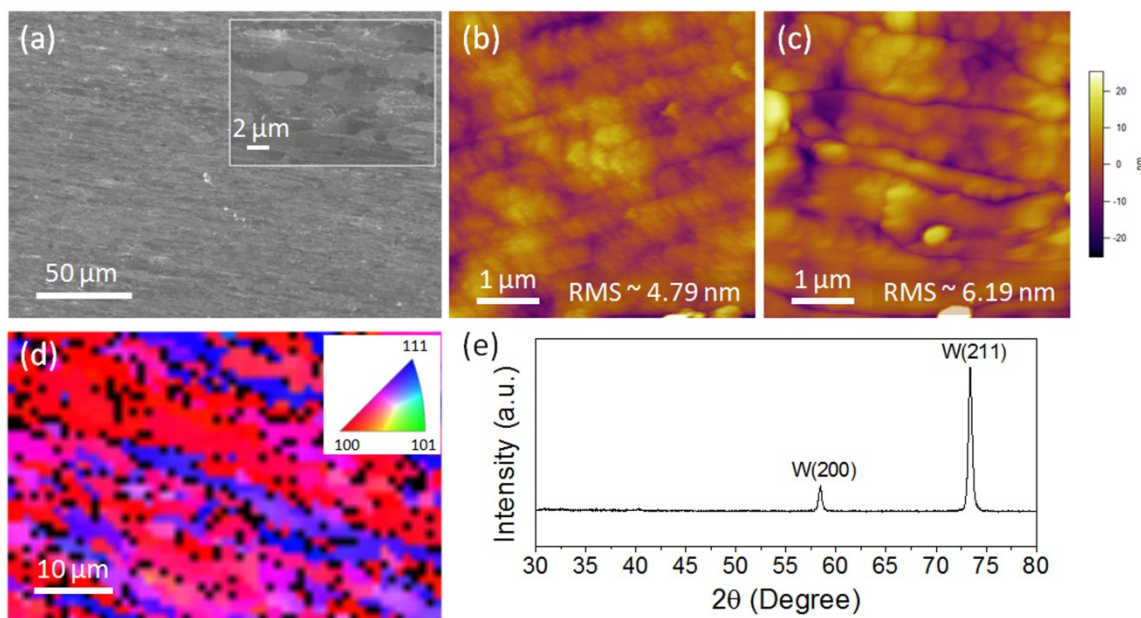 (a)
2 μm
50 μm
(b)
1 μm
RMS ~ 4.79 nm
(c)
1 μm
RMS ~ 6.19 nm
20
10
0
-10
-20
nm
(d)
111
100
101
10 μm
(e)
Intensity (a.u.)
W(200)
W(211)
30 35 40 45 50 55 60 65 70 75 80
2θ (Degree)